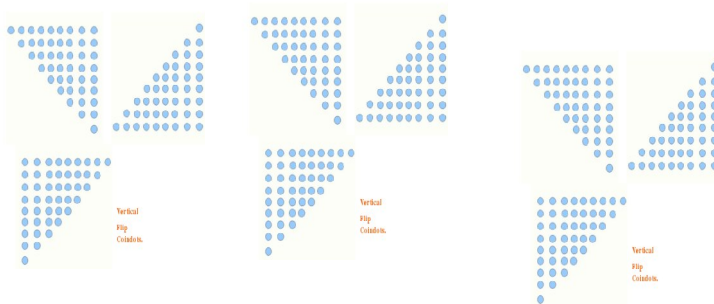 Vertical
Flip
Coindots.
Vertical
Flip
Coindots.
Vertical
Flip
Coindots.